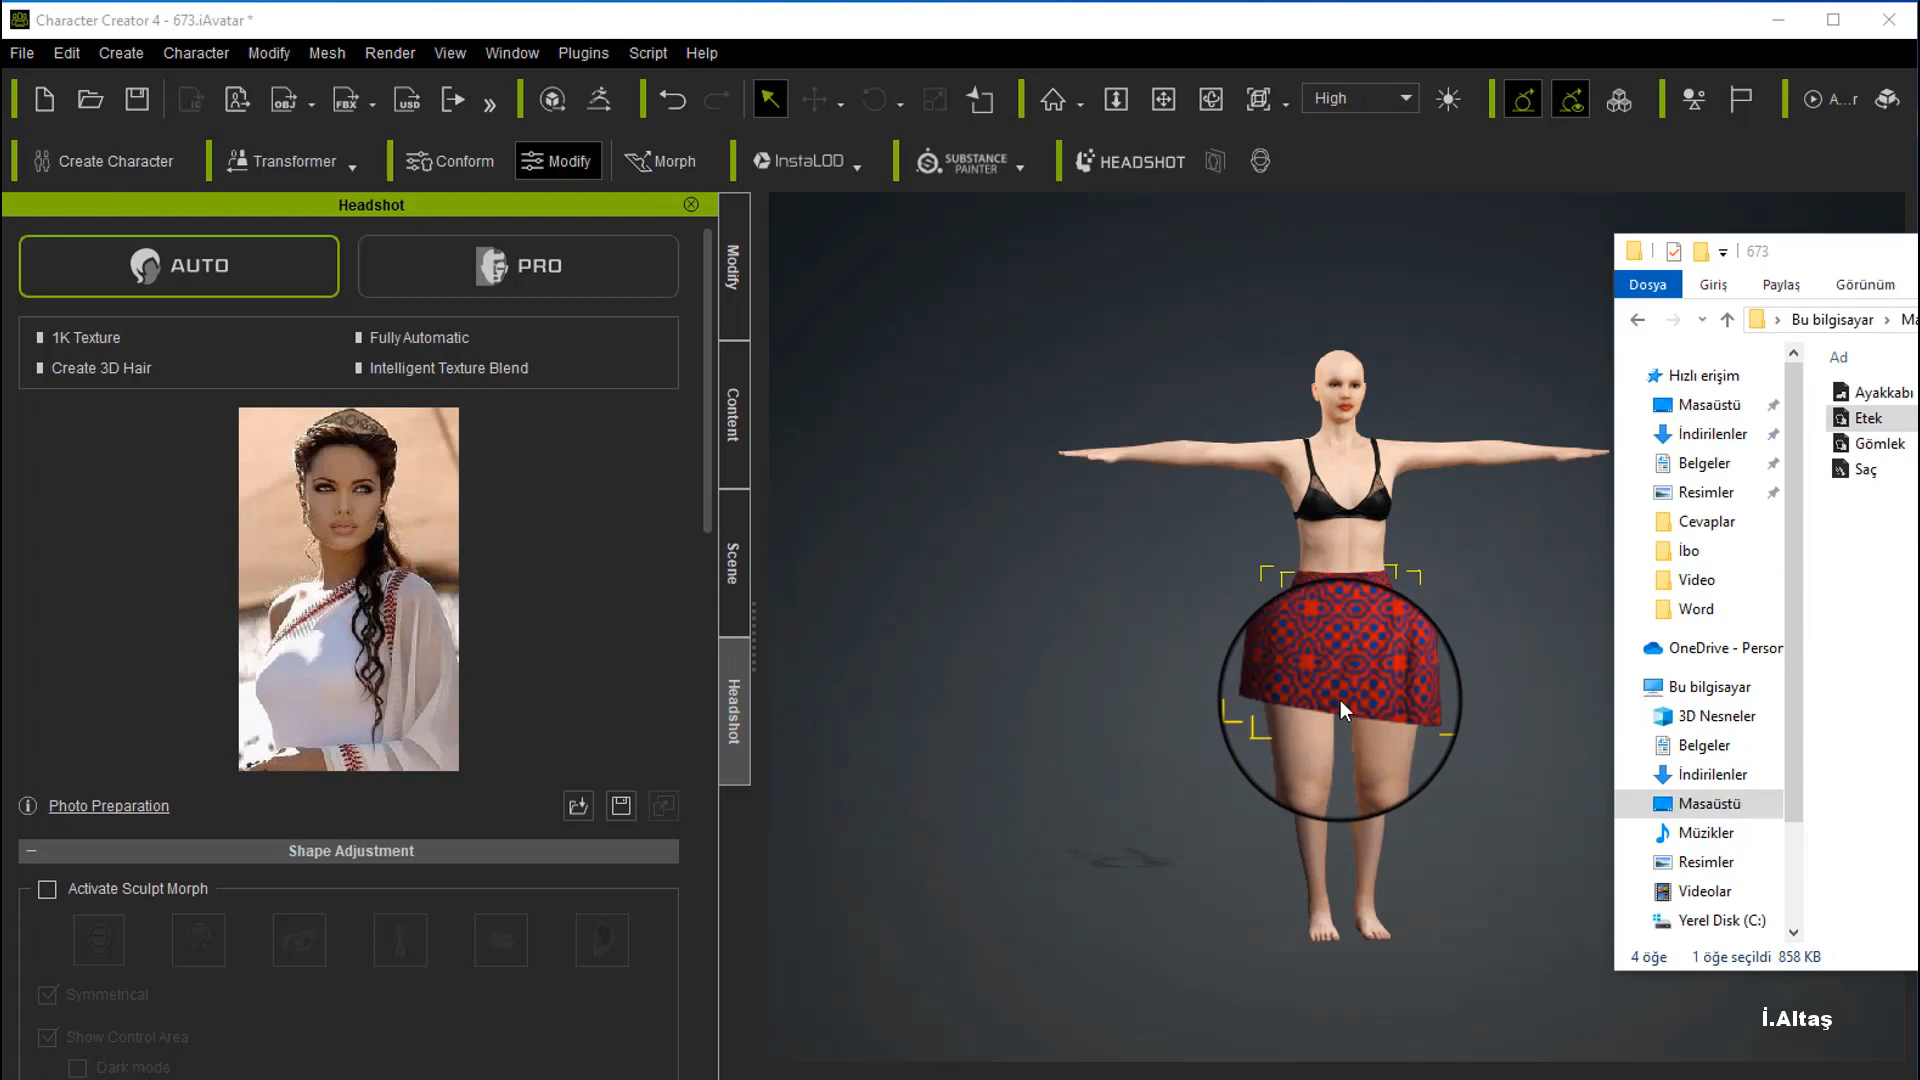 Character Creator 4 - 673.iAvatar *
File Edit Create Character Modify Mesh Render View Window Plugins Script Help
OBJ FBX USD High A...r
Create Character Transformer Conform Modify Morph InstaLOD SUBSTANCE PAINTER HEADSHOT
Headshot
AUTO PRO
1K Texture Fully Automatic
Create 3D Hair Intelligent Texture Blend
Photo Preparation
Shape Adjustment
Activate Sculpt Morph
Symmetrical
Show Control Area
Dark mode
Modify
Content
Scene
Headshot
673
Dosya Giriş Paylaş Görünüm
Bu bilgisayar
Ad
Hızlı erişim
Masaüstü
İndirilenler
Belgeler
Resimler
Cevaplar
İbo
Video
Word
OneDrive - Person
Bu bilgisayar
3D Nesneler
Belgeler
İndirilenler
Masaüstü
Müzikler
Resimler
Videolar
Yerel Disk (C:)
Ayakkabı
Etek
Gömlek
Saç
4 öğe 1 öğe seçildi 858 KB
İ.Altaş